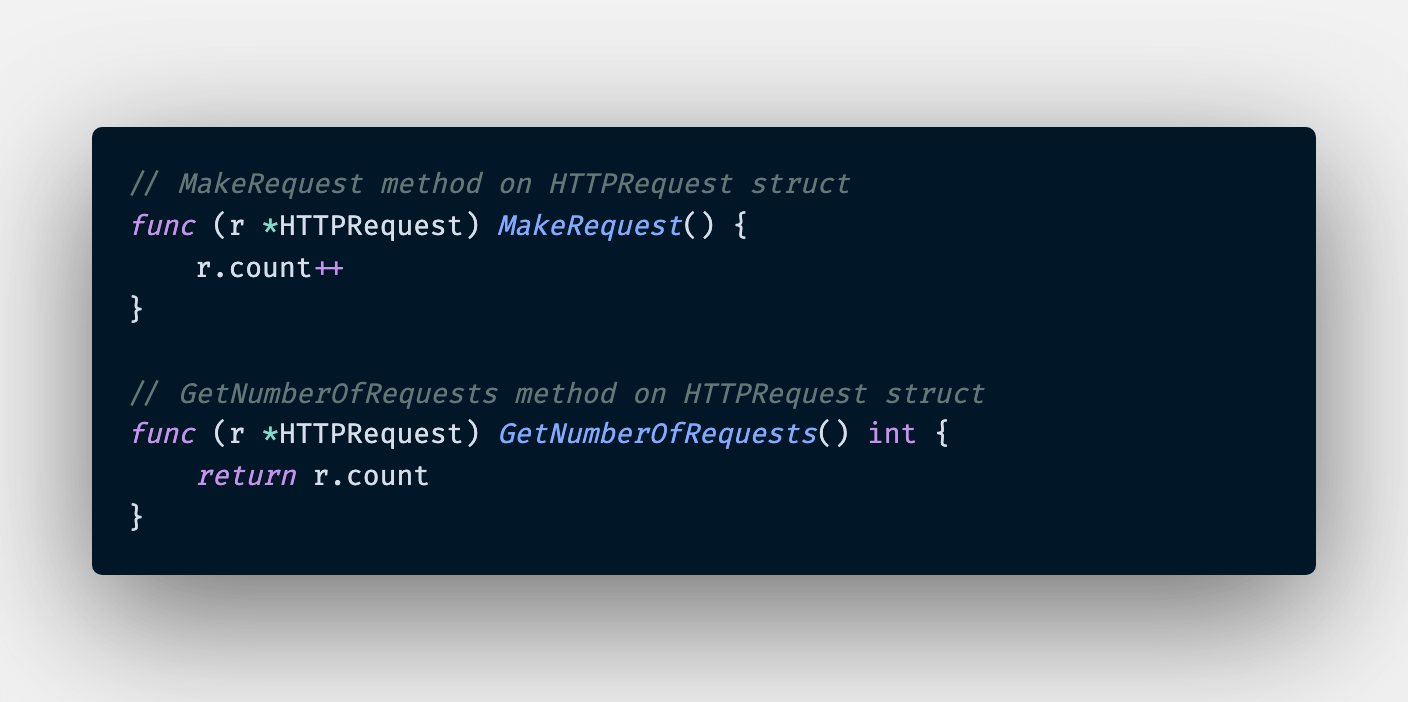 // MakeRequest method on HTTPRequest struct
func (r *HTTPRequest) MakeRequest() {
    r.count++
}

// GetNumberOfRequests method on HTTPRequest struct
func (r *HTTPRequest) GetNumberOfRequests() int {
    return r.count
}